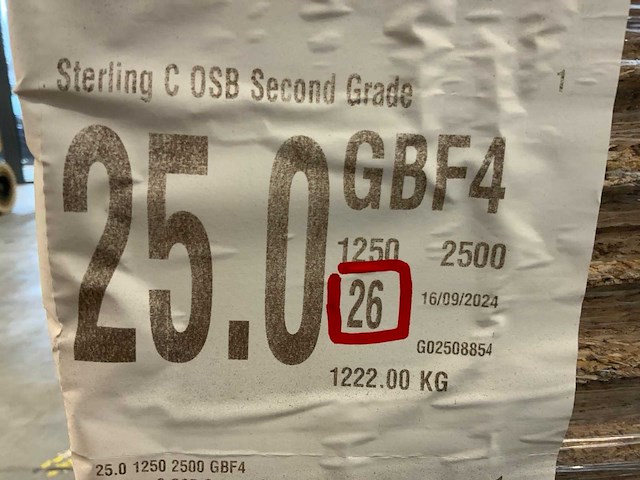 Sterling C OSB Second Grade 1
25.0 GBF4
1250 2500
26 16/09/2024
G02508854
1222.00 KG
25.0 1250 2500 GBF4